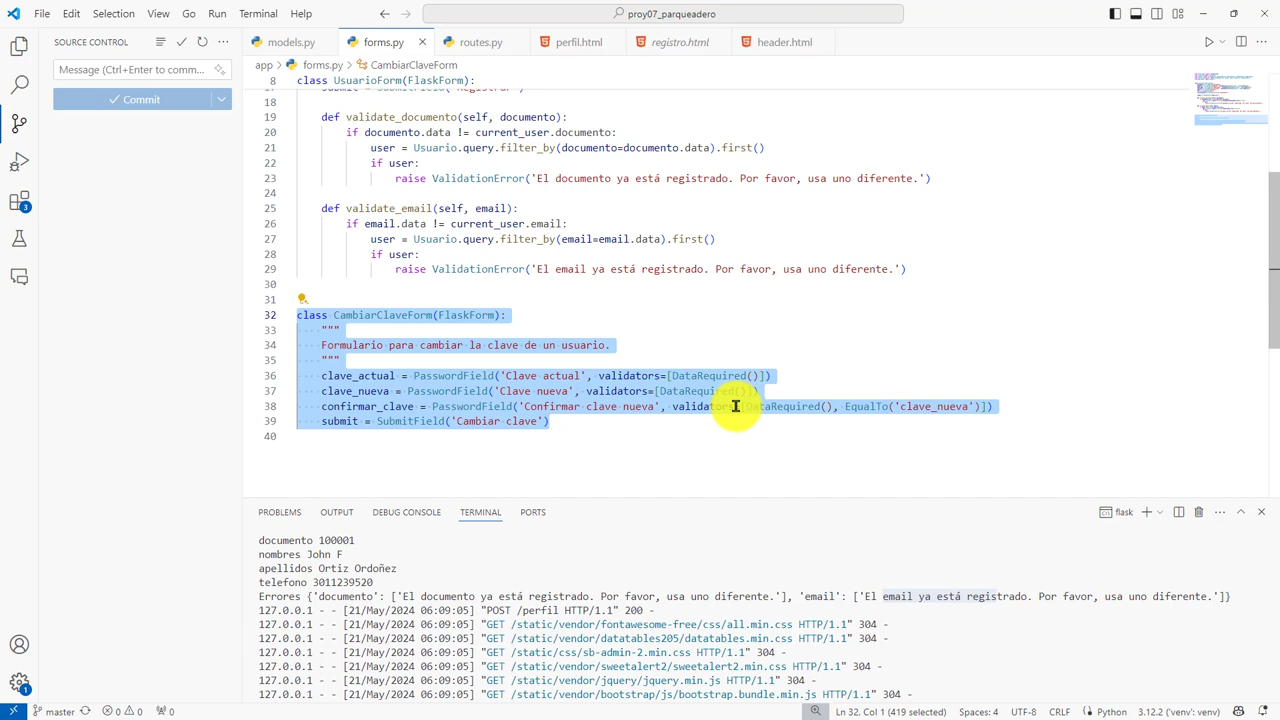 File Edit Selection View Go Run Terminal Help
proy07_parqueadero
SOURCE CONTROL
Message (Ctrl+Enter to comm...
Commit
3
1
models.py forms.py routes.py perfil.html registro.html header.html
app > forms.py > CambiarClaveForm
8 class UsuarioForm(FlaskForm):
18
19 def validate_documento(self, documento):
20 if documento.data != current_user.documento:
21 user = Usuario.query.filter_by(documento=documento.data).first()
22 if user:
23 raise ValidationError('El documento ya está registrado. Por favor, usa uno diferente.')
24
25 def validate_email(self, email):
26 if email.data != current_user.email:
27 user = Usuario.query.filter_by(email=email.data).first()
28 if user:
29 raise ValidationError('El email ya está registrado. Por favor, usa uno diferente.')
30
31
32 class CambiarClaveForm(FlaskForm):
33 """
34 Formulario para cambiar la clave de un usuario.
35 """
36 clave_actual = PasswordField('Clave actual', validators=[DataRequired()])
37 clave_nueva = PasswordField('Clave nueva', validators=[DataRequired()])
38 confirmar_clave = PasswordField('Confirmar clave nueva', validators=[DataRequired(), EqualTo('clave_nueva')])
39 submit = SubmitField('Cambiar clave')
40
PROBLEMS OUTPUT DEBUG CONSOLE TERMINAL PORTS
flask
documento 100001
nombres John F
apellidos Ortiz Ordoñez
telefono 3011239520
Errores {'documento': ['El documento ya está registrado. Por favor, usa uno diferente.'], 'email': ['El email ya está registrado. Por favor, usa uno diferente.']}
127.0.0.1 - - [21/May/2024 06:09:05] "POST /perfil HTTP/1.1" 200 -
127.0.0.1 - - [21/May/2024 06:09:05] "GET /static/vendor/fontawesome-free/css/all.min.css HTTP/1.1" 304 -
127.0.0.1 - - [21/May/2024 06:09:05] "GET /static/vendor/datatables205/datatables.min.css HTTP/1.1" 304 -
127.0.0.1 - - [21/May/2024 06:09:05] "GET /static/css/sb-admin-2.min.css HTTP/1.1" 304 -
127.0.0.1 - - [21/May/2024 06:09:05] "GET /static/vendor/sweetalert2/sweetalert2.min.css HTTP/1.1" 304 -
127.0.0.1 - - [21/May/2024 06:09:05] "GET /static/vendor/jquery/jquery.min.js HTTP/1.1" 304 -
127.0.0.1 - - [21/May/2024 06:09:05] "GET /static/vendor/bootstrap/js/bootstrap.bundle.min.js HTTP/1.1" 304 -
master 0 0 0 Ln 32, Col 1 (419 selected) Spaces: 4 UTF-8 CRLF Python 3.12.2 ('venv': venv)